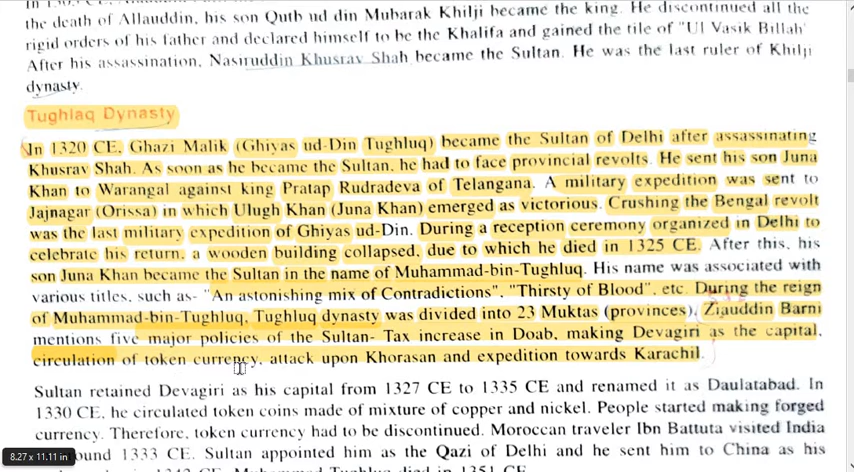 the death of Allauddin, his son Qutb ud din Mubarak Khilji became the king. He discontinued all the
rigid orders of his father and declared himself to be the Khalifa and gained the tile of "Ul Vasik Billah'
After his assassination, Nasiruddin Khusrav Shah became the Sultan. He was the last ruler of Khilji
dynasty.
Tughlaq Dynasty
In 1320 CE, Ghazi Malik (Ghiyas ud-Din Tughluq) became the Sultan of Delhi after assassinating
Khusrav Shah. As soon as he became the Sultan, he had to face provincial revolts. He sent his son Juna
Khan to Warangal against king Pratap Rudradeva of Telangana. A military expedition was sent to
Jajnagar (Orissa) in which Ulugh Khan (Juna Khan) emerged as victorious. Crushing the Bengal revolt
was the last military expedition of Ghiyas ud-Din. During a reception ceremony organized in Delhi to
celebrate his return, a wooden building collapsed, due to which he died in 1325 CE. After this, his
son Juna Khan became the Sultan in the name of Muhammad-bin-Tughluq. His name was associated with
various titles, such as- "An astonishing mix of Contradictions", "Thirsty of Blood", etc. During the reign
of Muhammad-bin-Tughluq, Tughluq dynasty was divided into 23 Muktas (provinces). Ziauddin Barni
mentions five major policies of the Sultan- Tax increase in Doab, making Devagiri as the capital,
circulation of token currency, attack upon Khorasan and expedition towards Karachil.
Sultan retained Devagiri as his capital from 1327 CE to 1335 CE and renamed it as Daulatabad. In
1330 CE, he circulated token coins made of mixture of copper and nickel. People started making forged
currency. Therefore, token currency had to be discontinued. Moroccan traveler Ibn Battuta visited India
ound 1333 CE. Sultan appointed him as the Qazi of Delhi and he sent him to China as his
8.27 x 11.11 in